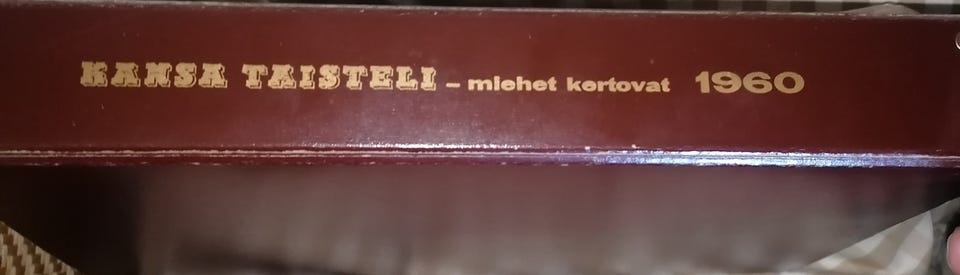 KANSA TAISTELI – miehet kertovat 1960